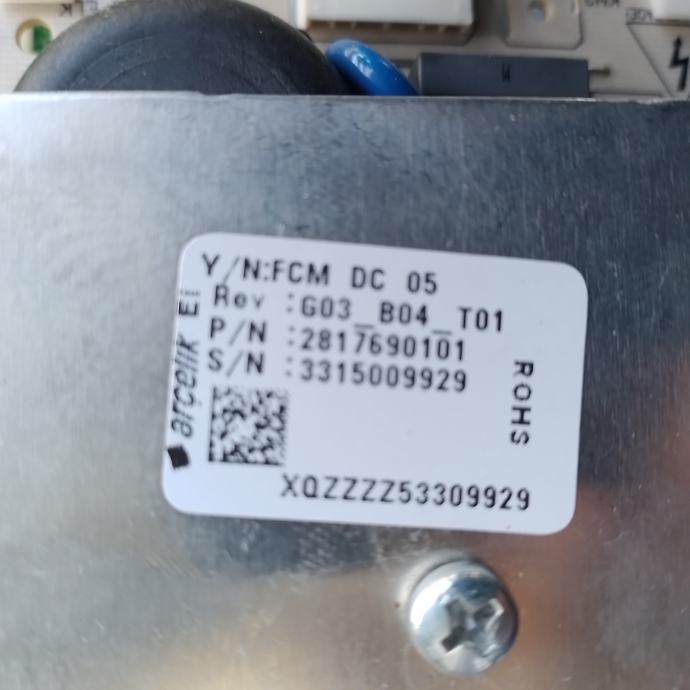 Y/N:FCM DC 05
Rev :G03_B04_T01
P/N :2817690101
S/N :3315009929
arçelik
ROHS
XQZZZZ53309929